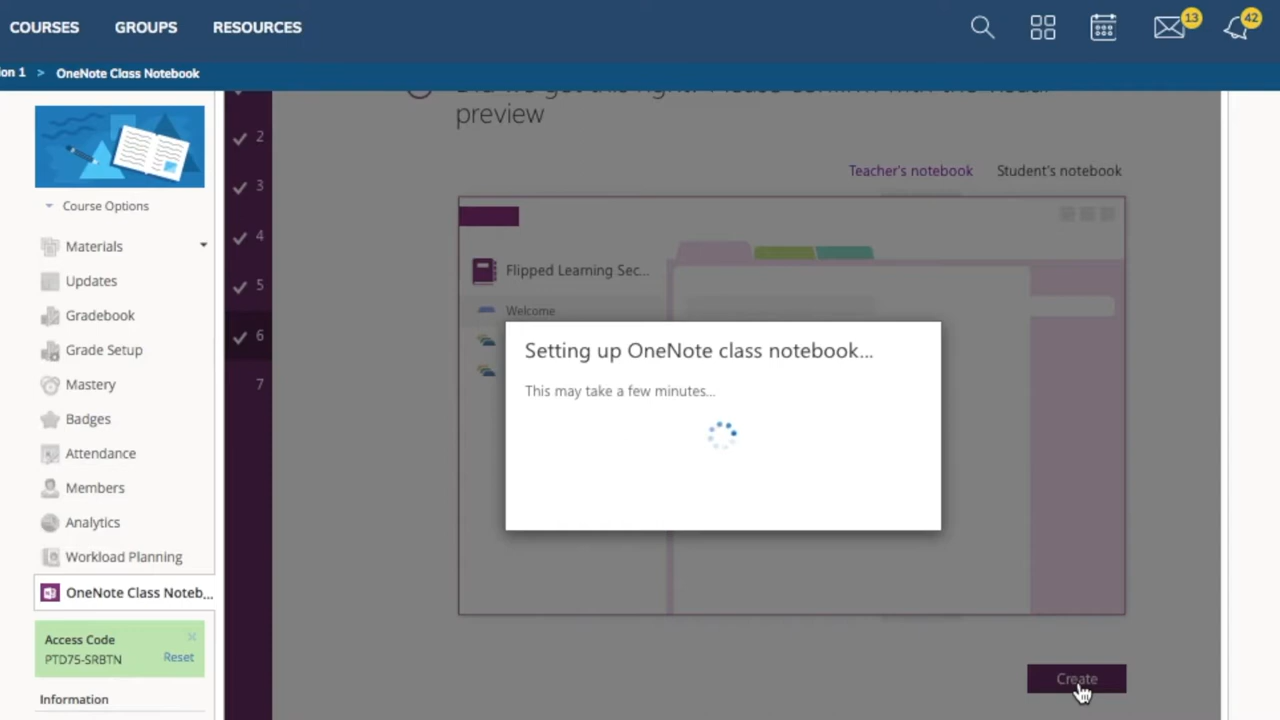 COURSES GROUPS RESOURCES 13 42
on 1 > OneNote Class Notebook
preview
Teacher's notebook Student's notebook
Course Options
Materials
Updates
Gradebook
Grade Setup
Mastery
Badges
Attendance
Members
Analytics
Workload Planning
OneNote Class Noteb...
Access Code
PTD75-SRBTN Reset
Information
2
3
4
5
6
7
Flipped Learning Sec...
Welcome
Setting up OneNote class notebook...
This may take a few minutes...
Create